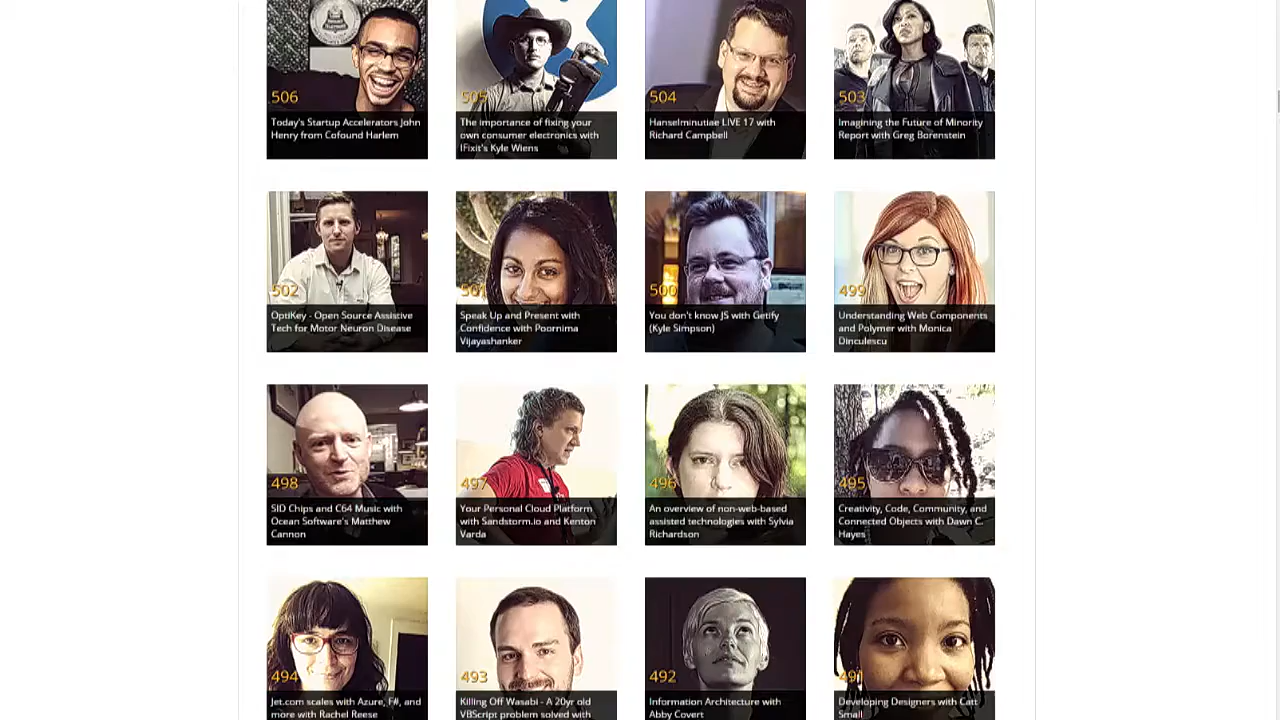 506
Today's Startup Accelerators John
Henry from Cofound Harlem
505
The importance of fixing your
own consumer electronics with
IFixit's Kyle Wiens
504
Hanselminutiae LIVE 17 with
Richard Campbell
503
Imagining the Future of Minority
Report with Greg Borenstein
502
OptiKey - Open Source Assistive
Tech for Motor Neuron Disease
501
Speak Up and Present with
Confidence with Poornima
Vijayashanker
500
You don't know JS with Getify
(Kyle Simpson)
499
Understanding Web Components
and Polymer with Monica
Dinculescu
498
SID Chips and C64 Music with
Ocean Software's Matthew
Cannon
497
Your Personal Cloud Platform
with Sandstorm.io and Kenton
Varda
496
An overview of non-web-based
assisted technologies with Sylvia
Richardson
495
Creativity, Code, Community, and
Connected Objects with Dawn C.
Hayes
494
Jet.com scales with Azure, F#, and
more with Rachel Reese
493
Killing Off Wasabi - A 20yr old
VBScript problem solved with
492
Information Architecture with
Abby Covert
491
Developing Designers with Catt
Small